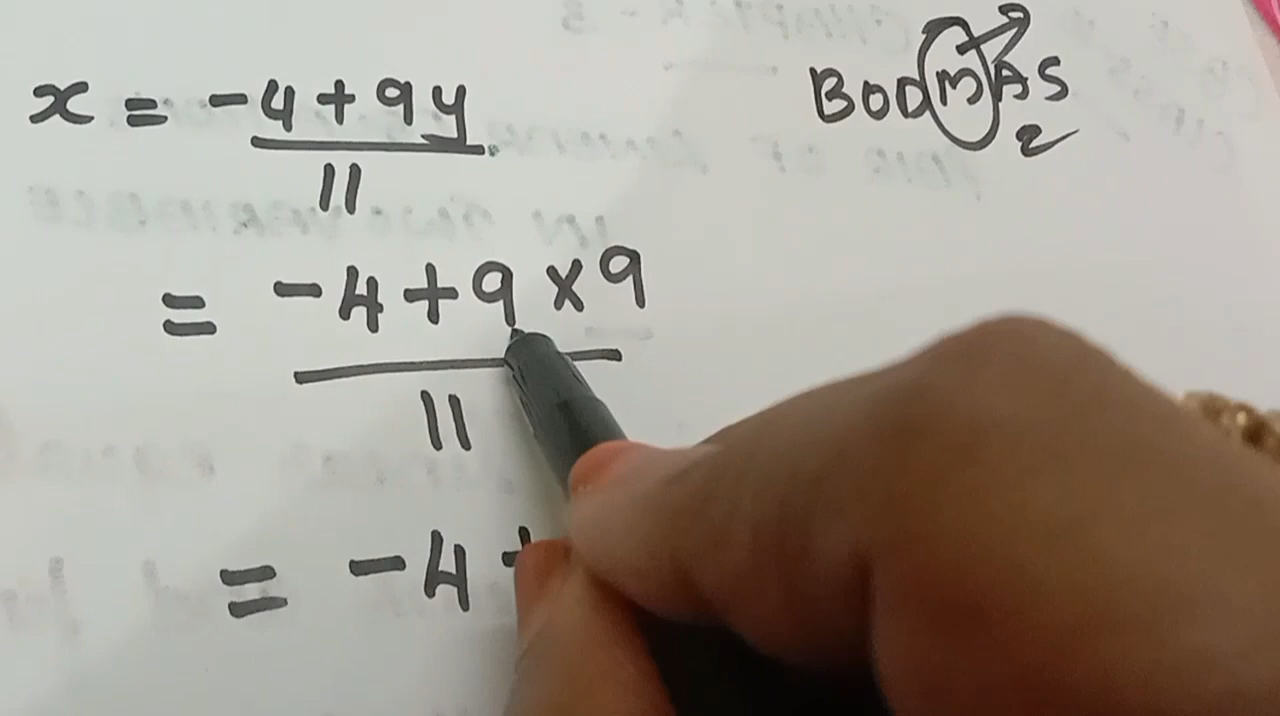 x = -4+9y
11
BODMAS
2
= -4+9×9
11
= -4+